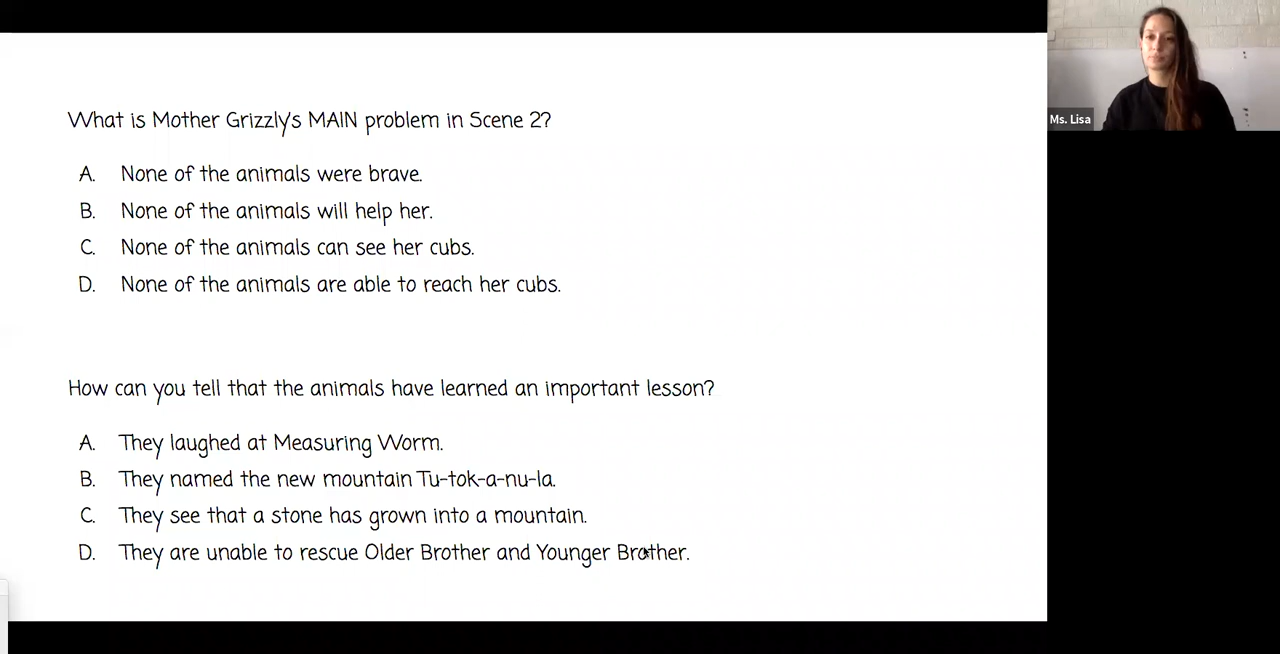 What is Mother Grizzly's MAIN problem in Scene 2?
A. None of the animals were brave.
B. None of the animals will help her.
C. None of the animals can see her cubs.
D. None of the animals are able to reach her cubs.
How can you tell that the animals have learned an important lesson?
A. They laughed at Measuring Worm.
B. They named the new mountain Tu-tok-a-nu-la.
C. They see that a stone has grown into a mountain.
D. They are unable to rescue Older Brother and Younger Brother.
Ms. Lisa